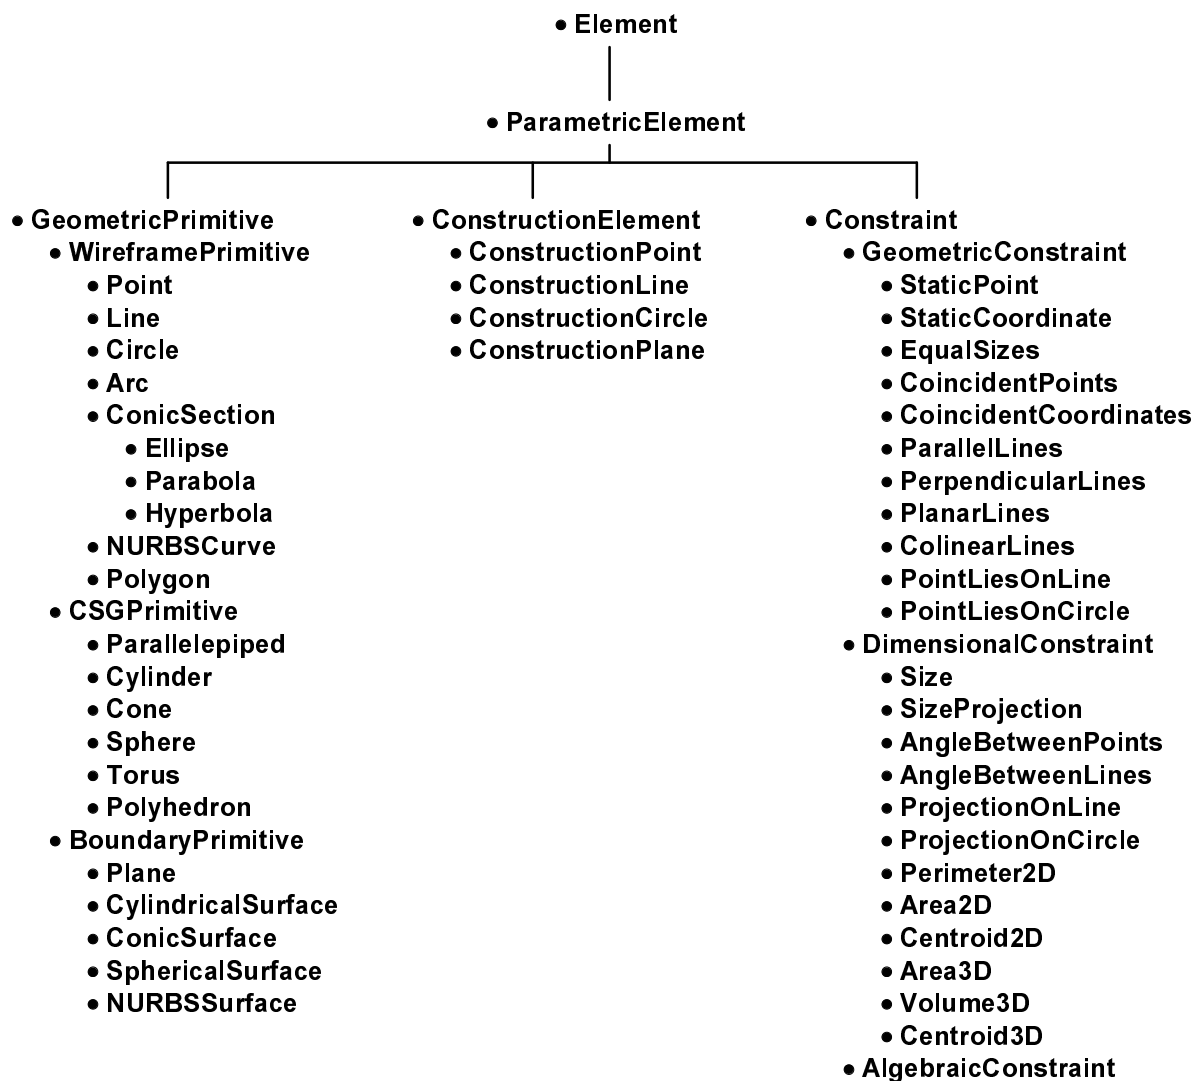 • Element
• ParametricElement
• GeometricPrimitive
• WireframePrimitive
• Point
• Line
• Circle
• Arc
• ConicSection
• Ellipse
• Parabola
• Hyperbola
• NURBSCurve
• Polygon
• CSGPrimitive
• Parallelepiped
• Cylinder
• Cone
• Sphere
• Torus
• Polyhedron
• BoundaryPrimitive
• Plane
• CylindricalSurface
• ConicSurface
• SphericalSurface
• NURBSSurface
• ConstructionElement
• ConstructionPoint
• ConstructionLine
• ConstructionCircle
• ConstructionPlane
• Constraint
• GeometricConstraint
• StaticPoint
• StaticCoordinate
• EqualSizes
• CoincidentPoints
• CoincidentCoordinates
• ParallelLines
• PerpendicularLines
• PlanarLines
• ColinearLines
• PointLiesOnLine
• PointLiesOnCircle
• DimensionalConstraint
• Size
• SizeProjection
• AngleBetweenPoints
• AngleBetweenLines
• ProjectionOnLine
• ProjectionOnCircle
• Perimeter2D
• Area2D
• Centroid2D
• Area3D
• Volume3D
• Centroid3D
• AlgebraicConstraint